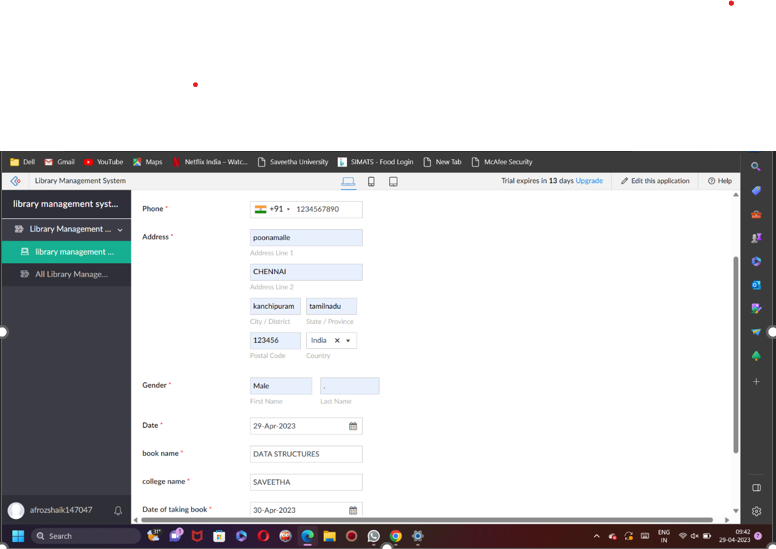 Dell Gmail YouTube Maps Netflix India – Watc... Saveetha University SIMATS - Food Login New Tab McAfee Security
Library Management System Trial expires in 13 days Upgrade Edit this application Help
library management syst...
Library Management ...
library management ...
All Library Manage...
Phone * +91 1234567890
Address * poonamalle
Address Line 1
CHENNAI
Address Line 2
kanchipuram tamilnadu
City / District State / Province
123456 India
Postal Code Country
Gender * Male .
First Name Last Name
Date * 29-Apr-2023
book name * DATA STRUCTURES
college name * SAVEETHA
Date of taking book * 30-Apr-2023
afrozshaik147047
Search 31° 1 ENG 09:42
IN 29-04-2023 7